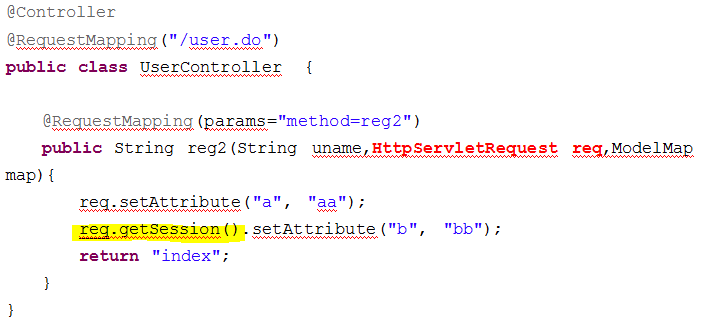 @Controller
@RequestMapping("/user.do")
public class UserController  {
@RequestMapping(params="method=reg2")
public String reg2(String uname,HttpServletRequest req,ModelMap
map){
req.setAttribute("a", "aa");
req.getSession().setAttribute("b", "bb");
return "index";
}
}